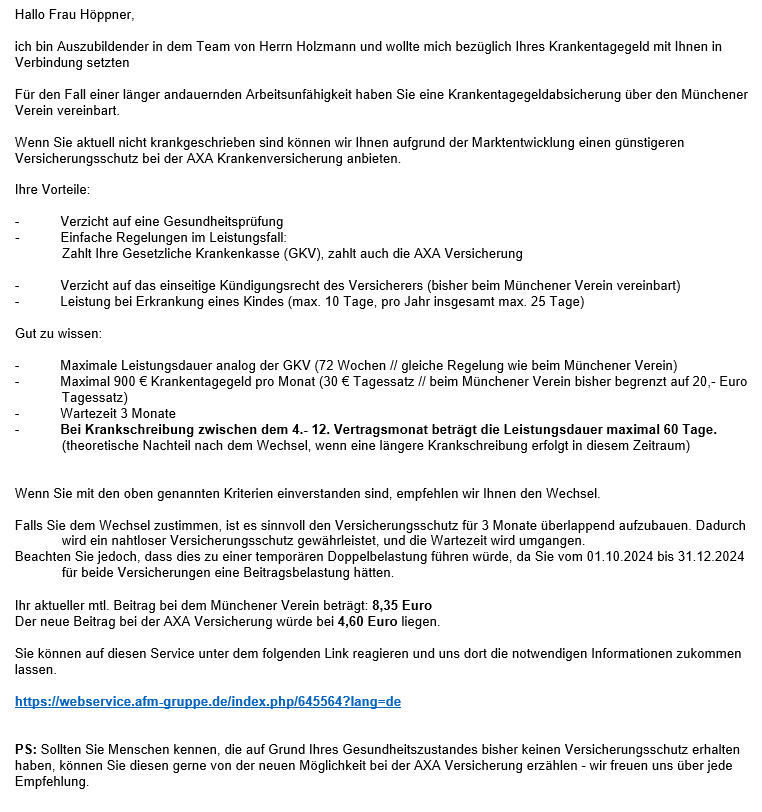 Hallo Frau Höppner,
ich bin Auszubildender in dem Team von Herrn Holzmann und wollte mich bezüglich Ihres Krankentagegeld mit Ihnen in
Verbindung setzten
Für den Fall einer länger andauernden Arbeitsunfähigkeit haben Sie eine Krankentagegeldabsicherung über den Münchener
Verein vereinbart.
Wenn Sie aktuell nicht krankgeschrieben sind können wir Ihnen aufgrund der Marktentwicklung einen günstigeren
Versicherungsschutz bei der AXA Krankenversicherung anbieten.
Ihre Vorteile:
- Verzicht auf eine Gesundheitsprüfung
- Einfache Regelungen im Leistungsfall:
Zahlt Ihre Gesetzliche Krankenkasse (GKV), zahlt auch die AXA Versicherung
- Verzicht auf das einseitige Kündigungsrecht des Versicherers (bisher beim Münchener Verein vereinbart)
- Leistung bei Erkrankung eines Kindes (max. 10 Tage, pro Jahr insgesamt max. 25 Tage)
Gut zu wissen:
- Maximale Leistungsdauer analog der GKV (72 Wochen // gleiche Regelung wie beim Münchener Verein)
- Maximal 900 € Krankentagegeld pro Monat (30 € Tagessatz // beim Münchener Verein bisher begrenzt auf 20,- Euro
Tagessatz)
- Wartezeit 3 Monate
- Bei Krankschreibung zwischen dem 4.- 12. Vertragsmonat beträgt die Leistungsdauer maximal 60 Tage.
(theoretische Nachteil nach dem Wechsel, wenn eine längere Krankschreibung erfolgt in diesem Zeitraum)
Wenn Sie mit den oben genannten Kriterien einverstanden sind, empfehlen wir Ihnen den Wechsel.
Falls Sie dem Wechsel zustimmen, ist es sinnvoll den Versicherungsschutz für 3 Monate überlappend aufzubauen. Dadurch
wird ein nahtloser Versicherungsschutz gewährleistet, und die Wartezeit wird umgangen.
Beachten Sie jedoch, dass dies zu einer temporären Doppelbelastung führen würde, da Sie vom 01.10.2024 bis 31.12.2024
für beide Versicherungen eine Beitragsbelastung hätten.
Ihr aktueller mtl. Beitrag bei dem Münchener Verein beträgt: 8,35 Euro
Der neue Beitrag bei der AXA Versicherung würde bei 4,60 Euro liegen.
Sie können auf diesen Service unter dem folgenden Link reagieren und uns dort die notwendigen Informationen zukommen
lassen.
https://webservice.afm-gruppe.de/index.php/645564?lang=de
PS: Sollten Sie Menschen kennen, die auf Grund Ihres Gesundheitszustandes bisher keinen Versicherungsschutz erhalten
haben, können Sie diesen gerne von der neuen Möglichkeit bei der AXA Versicherung erzählen - wir freuen uns über jede
Empfehlung.